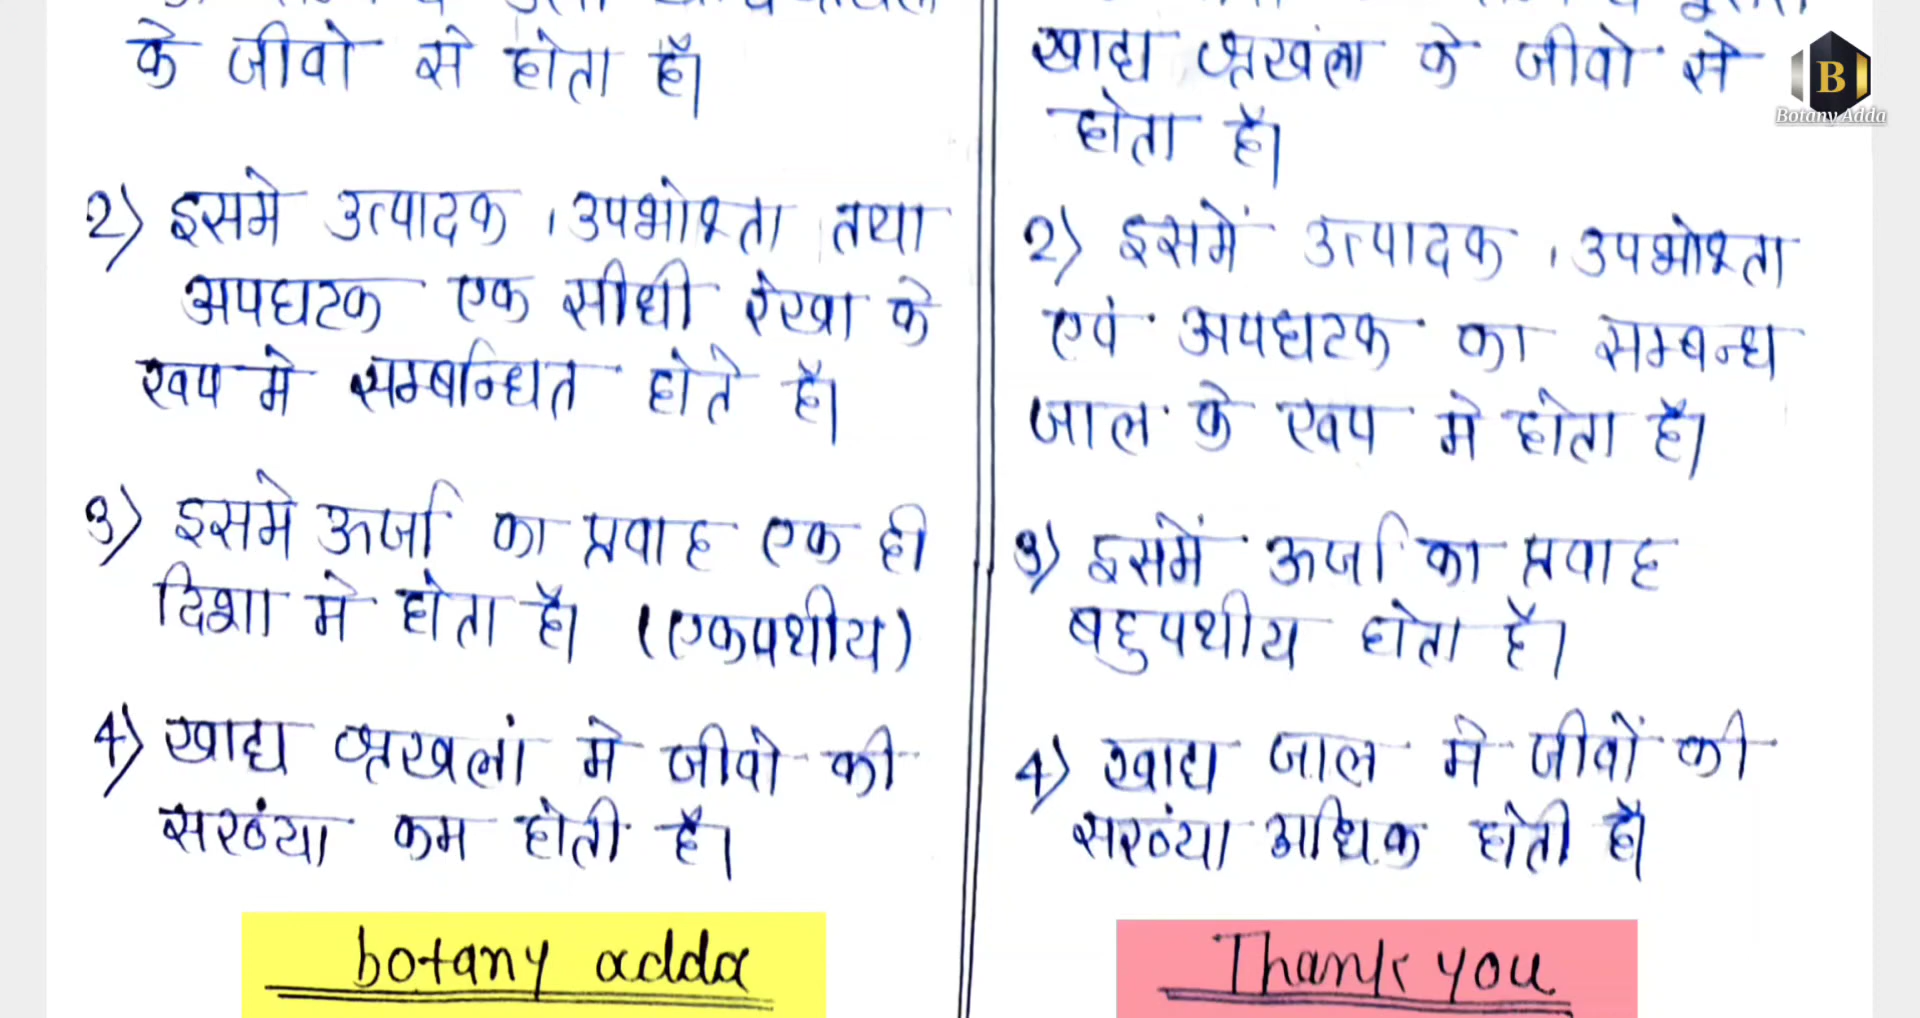 के जीवो से होता है।
2) इसमे उत्पादक, उपभोक्ता तथा
अपघटक एक सीधी रेखा के
रूप मे सम्बन्धित होते है।
3) इसमे ऊर्जा का प्रवाह एक ही
दिशा मे होता है। (एकपथीय)
4) खाद्य श्रृखलां मे जीवो की
सख्ंया कम होती है।
botany adda
खाद्य श्रृखंला के जीवो से
होता है।
2) इसमें उत्पादक, उपभोक्ता
एवं अपघटक का सम्बन्ध
जाल के रूप मे होता है।
3) इसमें ऊर्जा का प्रवाह
बहुपथीय होता है।
4) खाद्य जाल मे जीवों की
सख्ंया अधिक होती है।
Thank you
B
Botany Adda